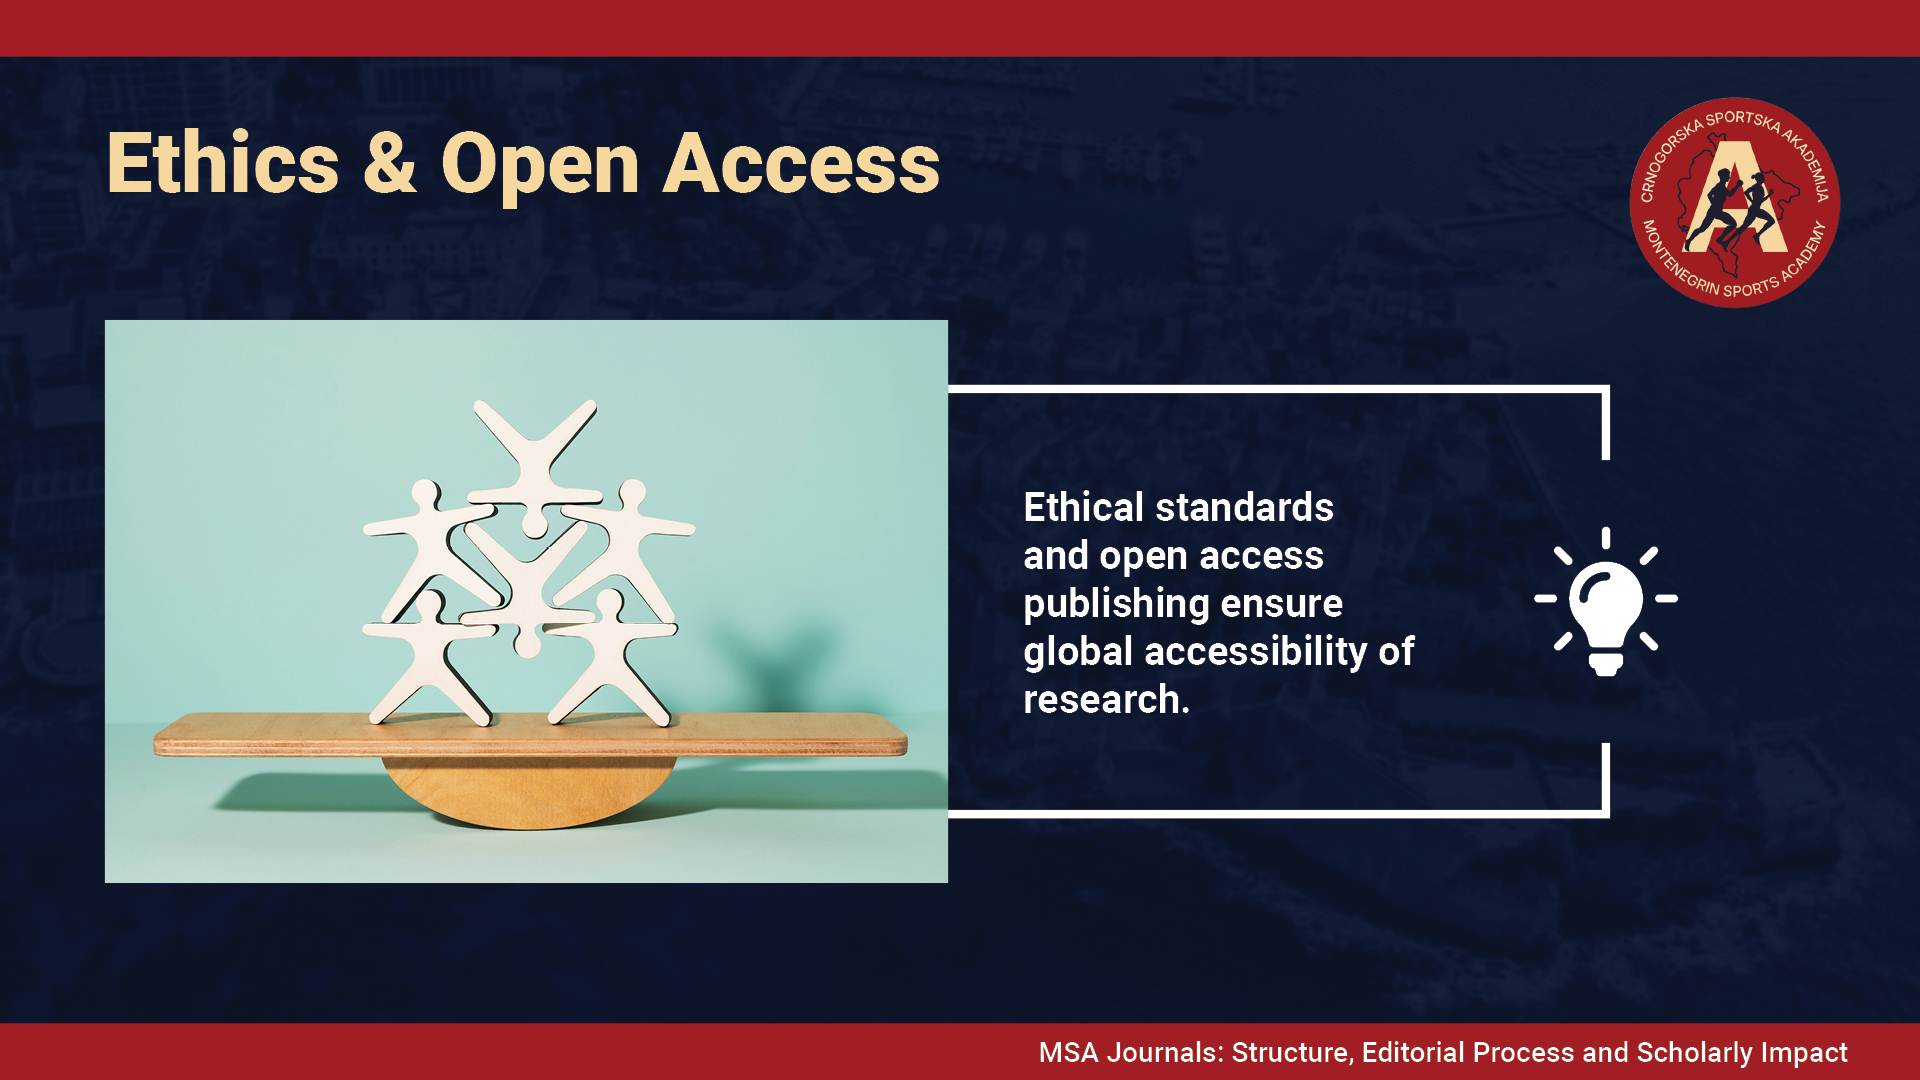 Ethics & Open Access
CRNOGORSKA SPORTSKA AKADEMIJA
MONTENEGRIN SPORTS ACADEMY
A
Ethical standards
and open access
publishing ensure
global accessibility of
research.
MSA Journals: Structure, Editorial Process and Scholarly Impact